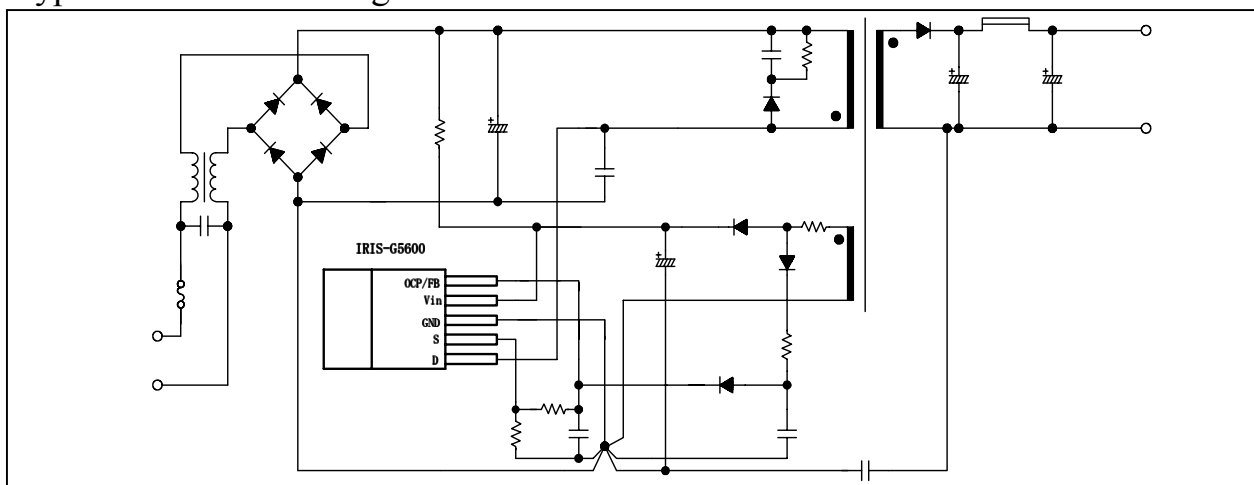 IRIS-G5600
OCP/FB
Vin
GND
S
D
+
+
+
+